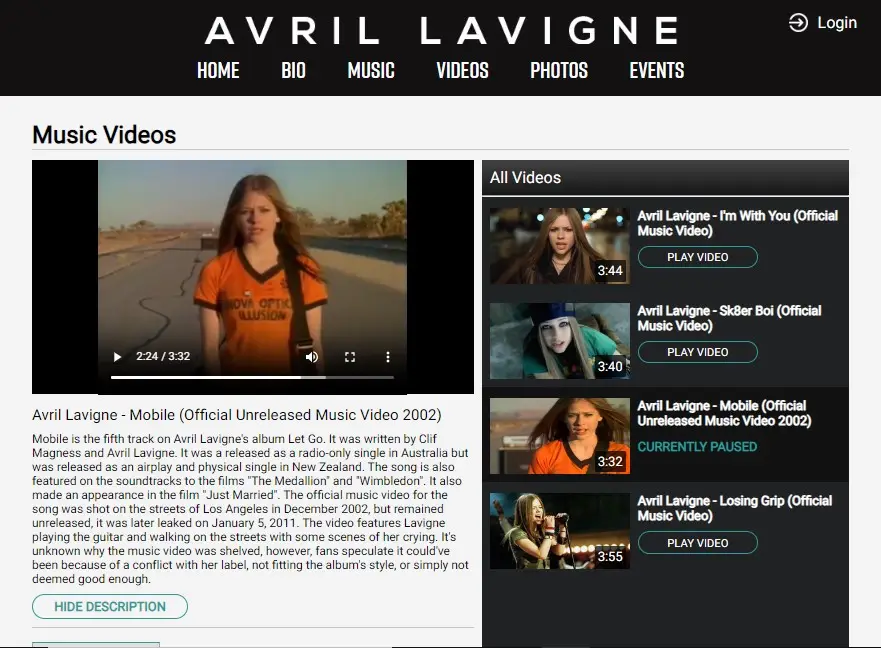 AVRIL LAVIGNE
Login
HOME BIO MUSIC VIDEOS PHOTOS EVENTS
Music Videos
NOVA OPTIC
ILLUSION
2:24 / 3:32
Avril Lavigne - Mobile (Official Unreleased Music Video 2002)
Mobile is the fifth track on Avril Lavigne's album Let Go. It was written by Clif
Magness and Avril Lavigne. It was a released as a radio-only single in Australia but
was released as an airplay and physical single in New Zealand. The song is also
featured on the soundtracks to the films "The Medallion" and "Wimbledon". It also
made an appearance in the film "Just Married". The official music video for the
song was shot on the streets of Los Angeles in December 2002, but remained
unreleased, it was later leaked on January 5, 2011. The video features Lavigne
playing the guitar and walking on the streets with some scenes of her crying. It's
unknown why the music video was shelved, however, fans speculate it could've
been because of a conflict with her label, not fitting the album's style, or simply not
deemed good enough.
HIDE DESCRIPTION
All Videos
Avril Lavigne - I'm With You (Official
Music Video)
PLAY VIDEO
3:44
Avril Lavigne - Sk8er Boi (Official
Music Video)
PLAY VIDEO
3:40
Avril Lavigne - Mobile (Official
Unreleased Music Video 2002)
CURRENTLY PAUSED
3:32
Avril Lavigne - Losing Grip (Official
Music Video)
PLAY VIDEO
3:55